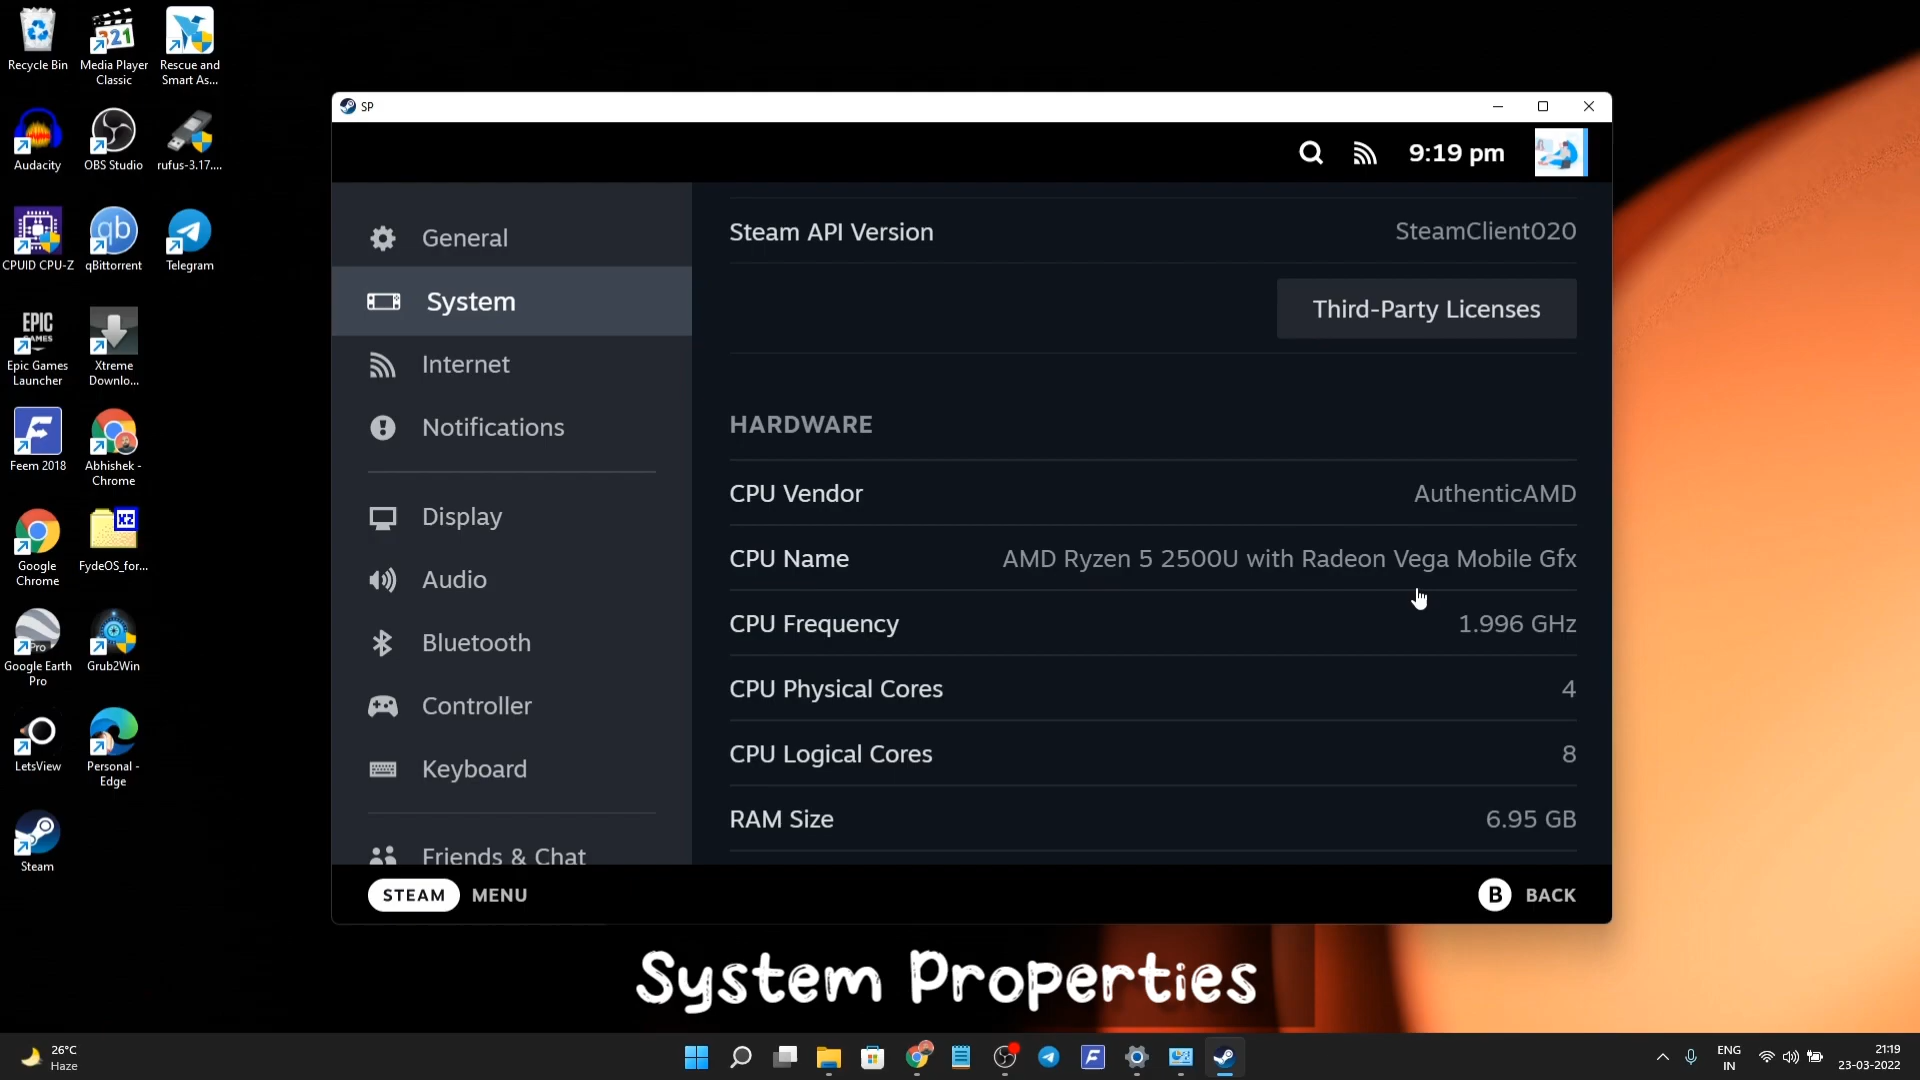 Recycle Bin
Media Player
Classic
Rescue and
Smart As...
Audacity
OBS Studio
rufus-3.17....
CPUID CPU-Z
qBittorrent
Telegram
Epic Games
Launcher
Xtreme
Downlo...
Feem 2018
Abhishek -
Chrome
Google
Chrome
FydeOS_for...
Google Earth
Pro
Grub2Win
LetsView
Personal -
Edge
Steam
SP
9:19 pm
General
System
Internet
Notifications
Display
Audio
Bluetooth
Controller
Keyboard
Friends & Chat
Steam API Version
SteamClient020
Third-Party Licenses
HARDWARE
CPU Vendor
AuthenticAMD
CPU Name
AMD Ryzen 5 2500U with Radeon Vega Mobile Gfx
CPU Frequency
1.996 GHz
CPU Physical Cores
4
CPU Logical Cores
8
RAM Size
6.95 GB
STEAM MENU
B BACK
System Properties
26°C
Haze
ENG
IN
21:19
23-03-2022